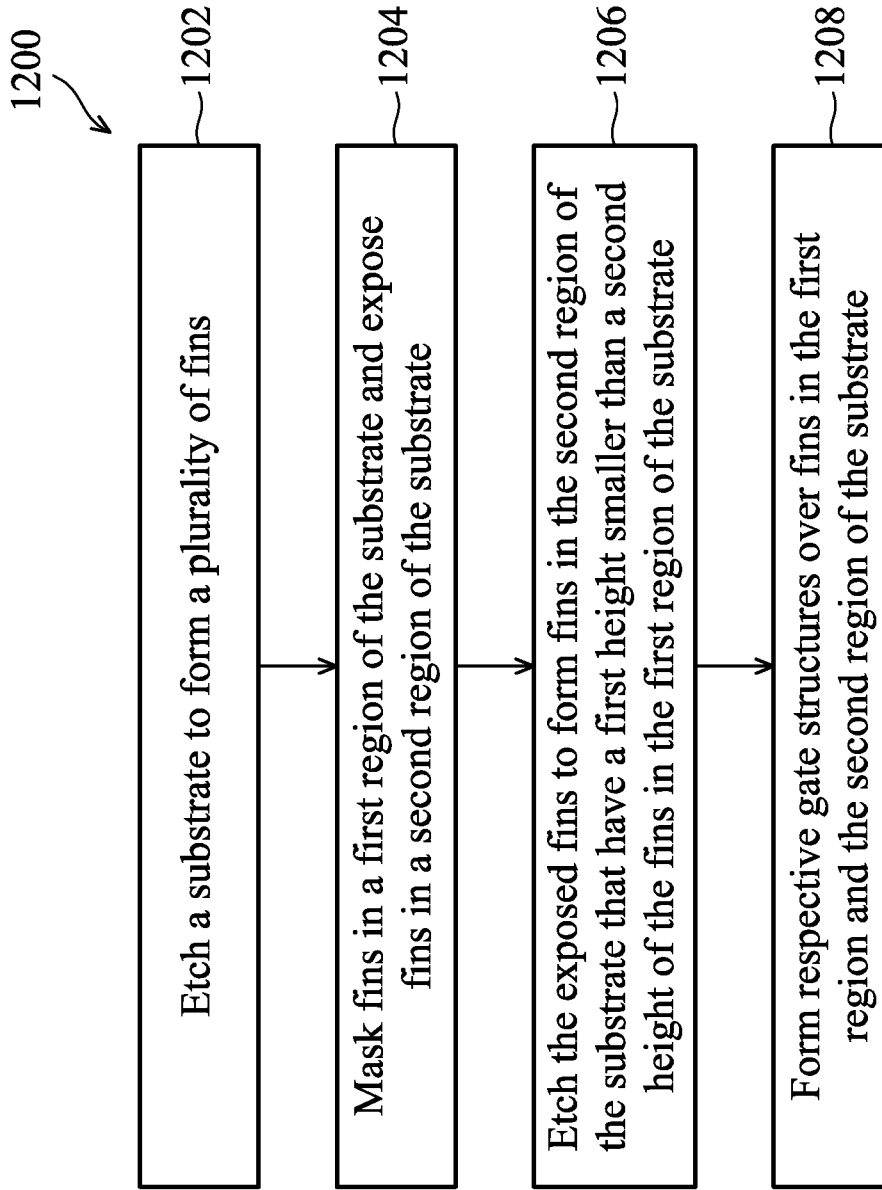 1200
Etch a substrate to form a plurality of fins
1202
Mask fins in a first region of the substrate and expose
fins in a second region of the substrate
1204
Etch the exposed fins to form fins in the second region of
the substrate that have a first height smaller than a second
height of the fins in the first region of the substrate
1206
Form respective gate structures over fins in the first
region and the second region of the substrate
1208